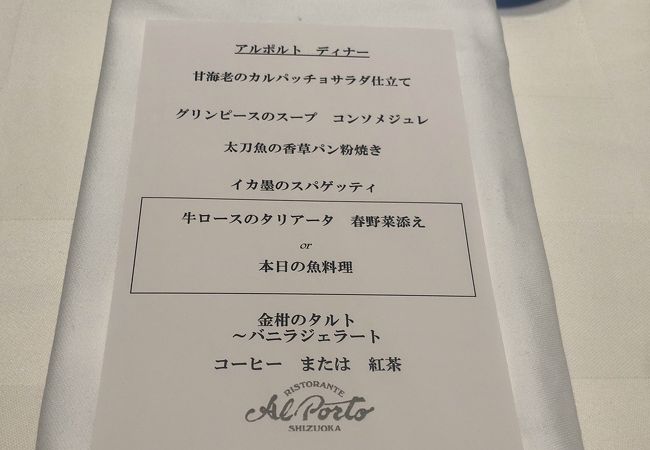 アルポルト　ディナー
甘海老のカルパッチョサラダ仕立て
グリンピースのスープ　コンソメジュレ
太刀魚の香草パン粉焼き
イカ墨のスパゲッティ
牛ロースのタリアータ　春野菜添え
or
本日の魚料理
金柑のタルト
～バニラジェラート
コーヒー　または　紅茶
RISTORANTE
Al Porto
SHIZUOKA